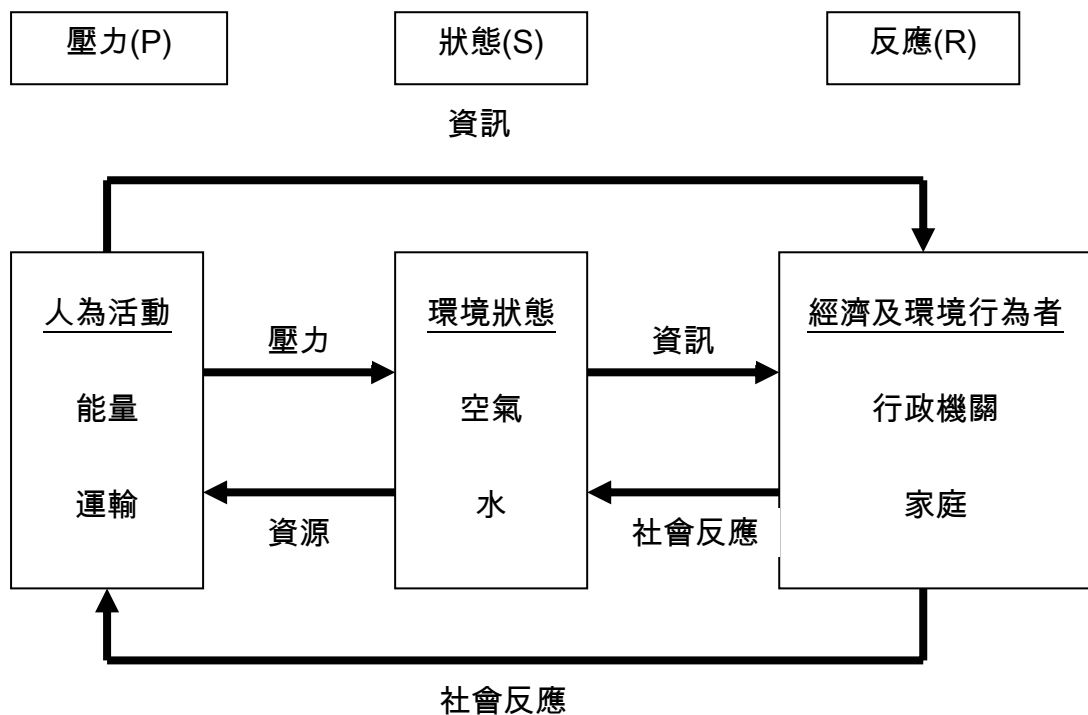 壓力(P)
狀態(S)
反應(R)
資訊
人為活動
能量
運輸
壓力
資源
環境狀態
空氣
水
資訊
社會反應
經濟及環境行為者
行政機關
家庭
社會反應